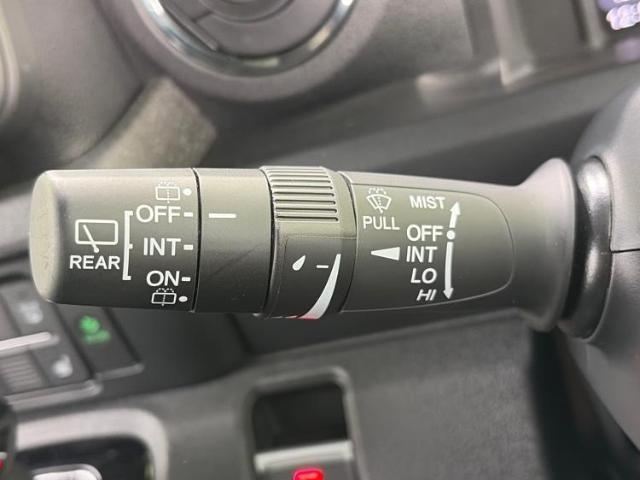 REAR
OFF
INT
ON
PULL
MIST
OFF
INT
LO
HI